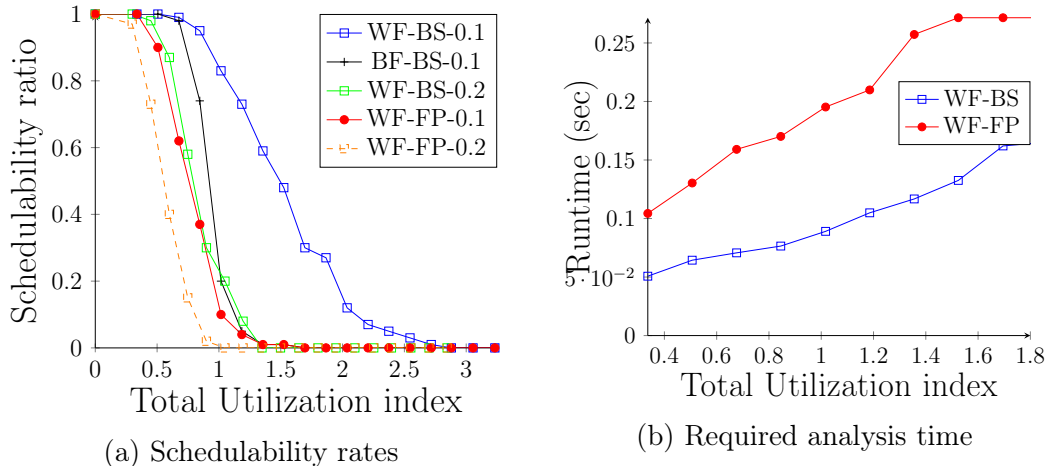 Schedulability ratio
1
0.8
0.6
0.4
0.2
0
0 0.5 1 1.5 2 2.5 3
Total Utilization index
WF-BS-0.1
BF-BS-0.1
WF-BS-0.2
WF-FP-0.1
WF-FP-0.2
(a) Schedulability rates
Runtime (sec)
0.25
0.2
0.15
0.1
5·10−2
0
0.4 0.6 0.8 1 1.2 1.4 1.6 1.8
Total Utilization index
WF-BS
WF-FP
(b) Required analysis time